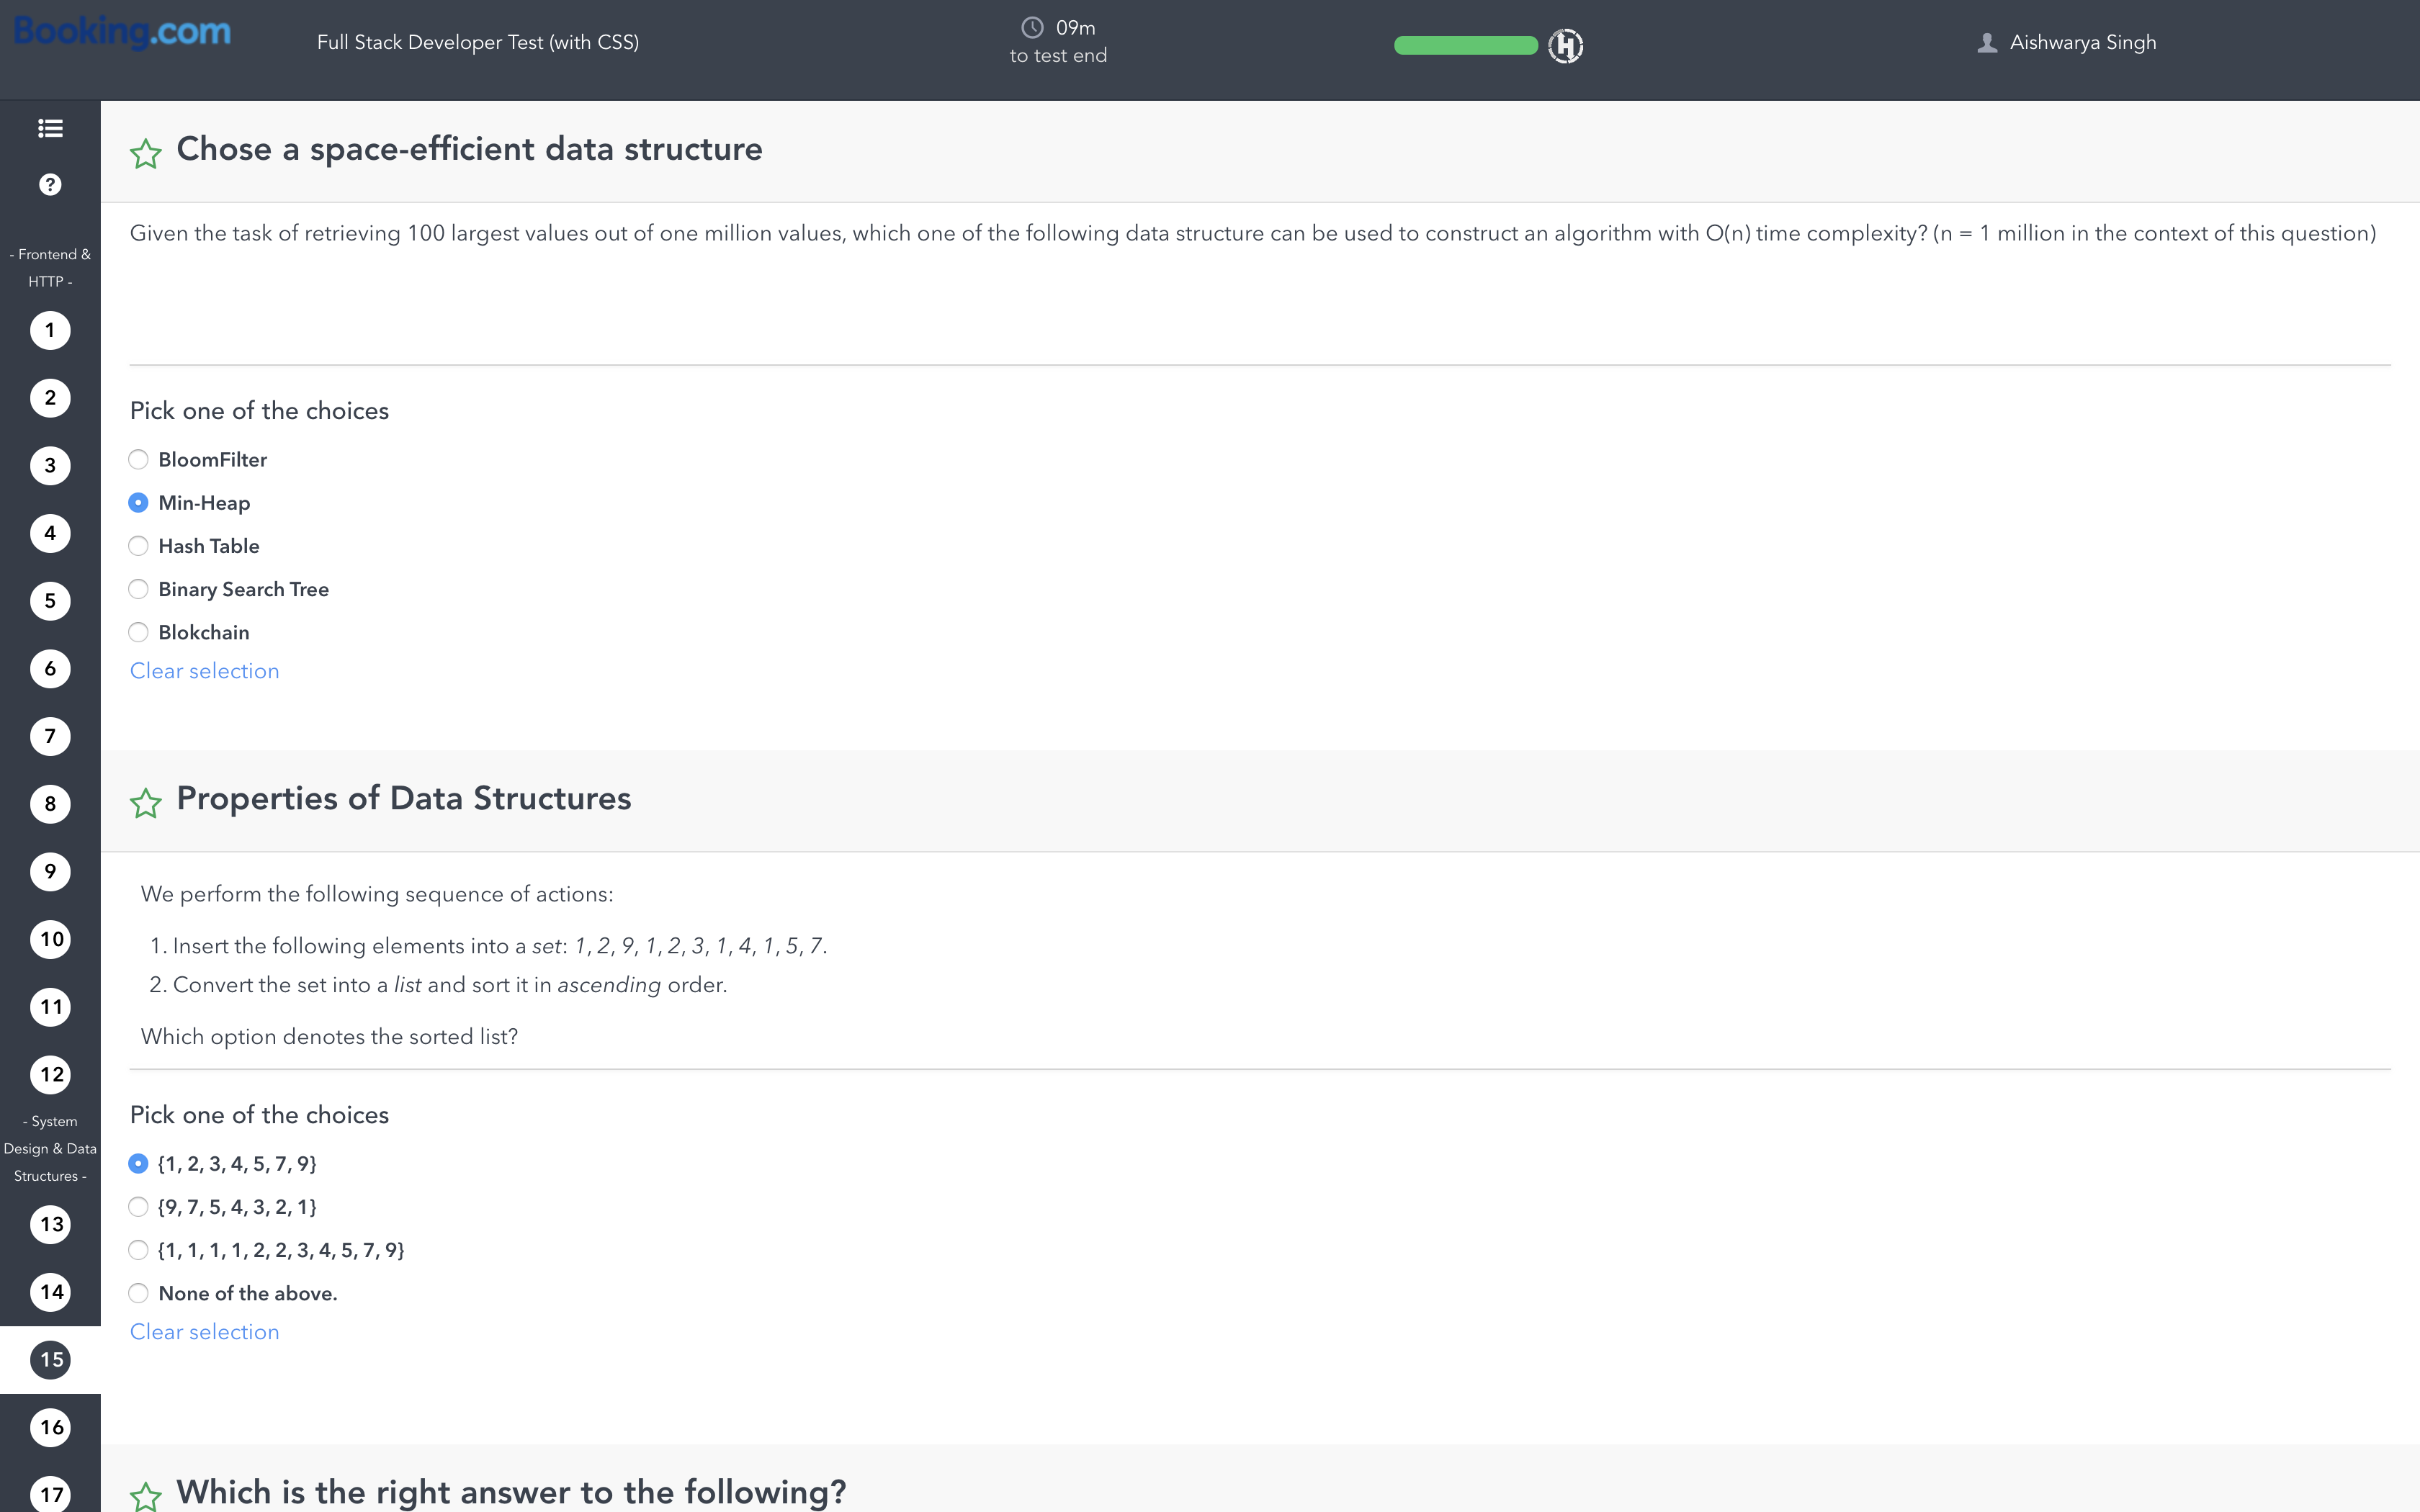 Booking.com
Full Stack Developer Test (with CSS)
09m
to test end
H
Aishwarya Singh
?
- Frontend &
HTTP -
1
2
3
4
5
6
7
8
9
10
11
12
- System
Design & Data
Structures -
13
14
15
16
17
Chose a space-efficient data structure
Given the task of retrieving 100 largest values out of one million values, which one of the following data structure can be used to construct an algorithm with O(n) time complexity? (n = 1 million in the context of this question)
Pick one of the choices
BloomFilter
Min-Heap
Hash Table
Binary Search Tree
Blokchain
Clear selection
Properties of Data Structures
We perform the following sequence of actions:
1. Insert the following elements into a set: 1, 2, 9, 1, 2, 3, 1, 4, 1, 5, 7.
2. Convert the set into a list and sort it in ascending order.
Which option denotes the sorted list?
Pick one of the choices
{1, 2, 3, 4, 5, 7, 9}
{9, 7, 5, 4, 3, 2, 1}
{1, 1, 1, 1, 2, 2, 3, 4, 5, 7, 9}
None of the above.
Clear selection
Which is the right answer to the following?